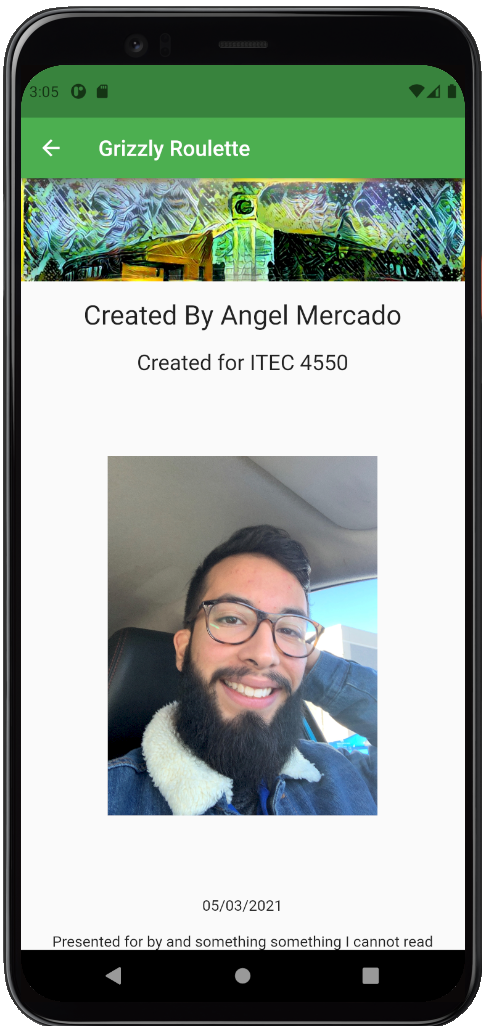 3:05
Grizzly Roulette
Created By Angel Mercado
Created for ITEC 4550
05/03/2021
Presented for by and something something I cannot read